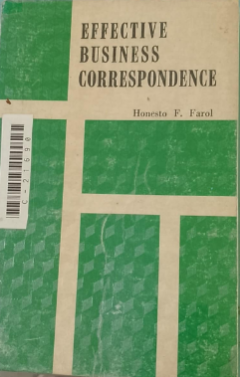 EFFECTIVE
BUSINESS
CORRESPONDENCE
Honesto F. Farol